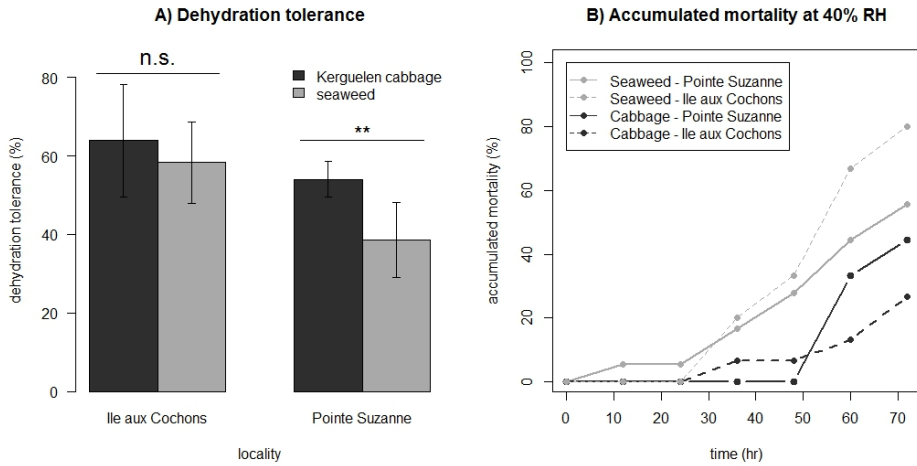 A) Dehydration tolerance
n.s.
Kerguelen cabbage
seaweed
**
80
60
40
20
0
dehydration tolerance (%)
Ile aux Cochons
Pointe Suzanne
locality
B) Accumulated mortality at 40% RH
Seaweed - Pointe Suzanne
Seaweed - Ile aux Cochons
Cabbage - Pointe Suzanne
Cabbage - Ile aux Cochons
100
80
60
40
20
0
accumulated mortality (%)
0 10 20 30 40 50 60 70
time (hr)